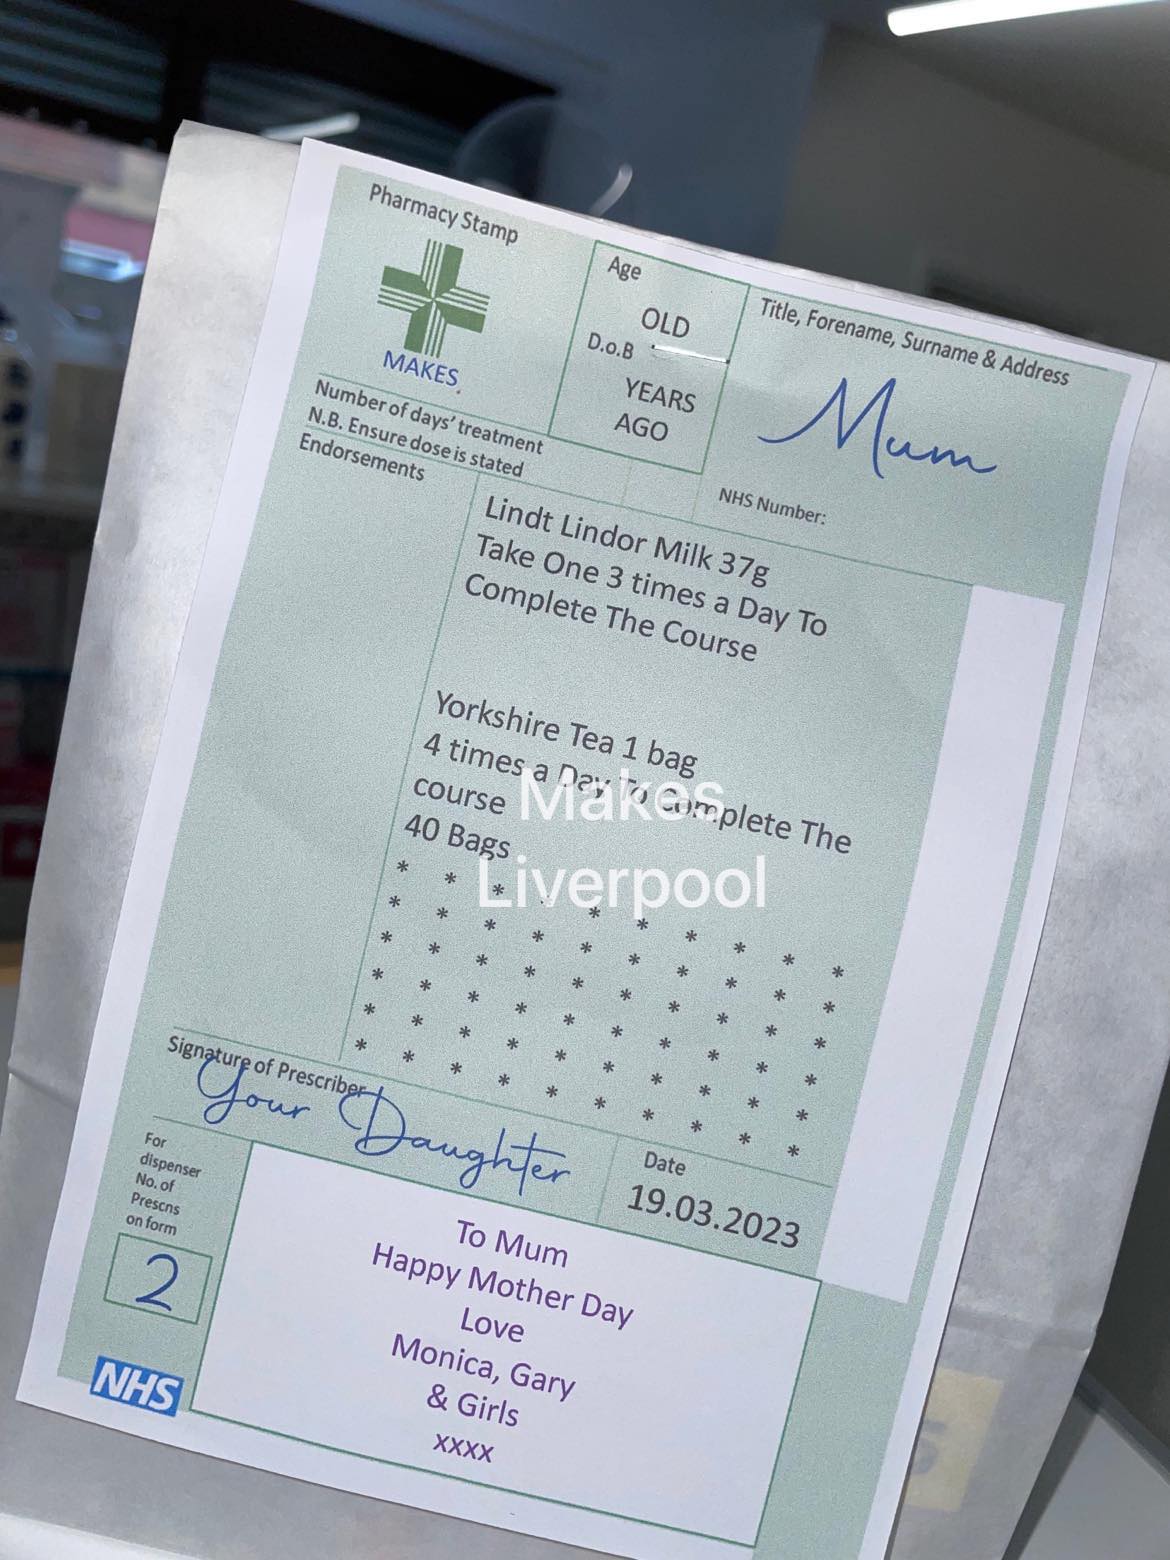 Pharmacy Stamp
MAKES.
Age
OLD
D.o.B
YEARS
AGO
Title, Forename, Surname & Address
Mum
NHS Number:
Number of days' treatment
N.B. Ensure dose is stated
Endorsements
Lindt Lindor Milk 37g
Take One 3 times a Day To
Complete The Course
Yorkshire Tea 1 bag
4 times a Day To Complete The
course
40 Bags
* * * * * * * * * *
* * * * * * * * * *
* * * * * * * * * *
* * * * * * * * * *
* * * * * * * * * *
* * * * * * * * * *
Makes
Liverpool
Signature of Prescriber
Your Daughter
Date
19.03.2023
For
dispenser
No. of
Prescns
on form
2
NHS
To Mum
Happy Mother Day
Love
Monica, Gary
& Girls
xxxx